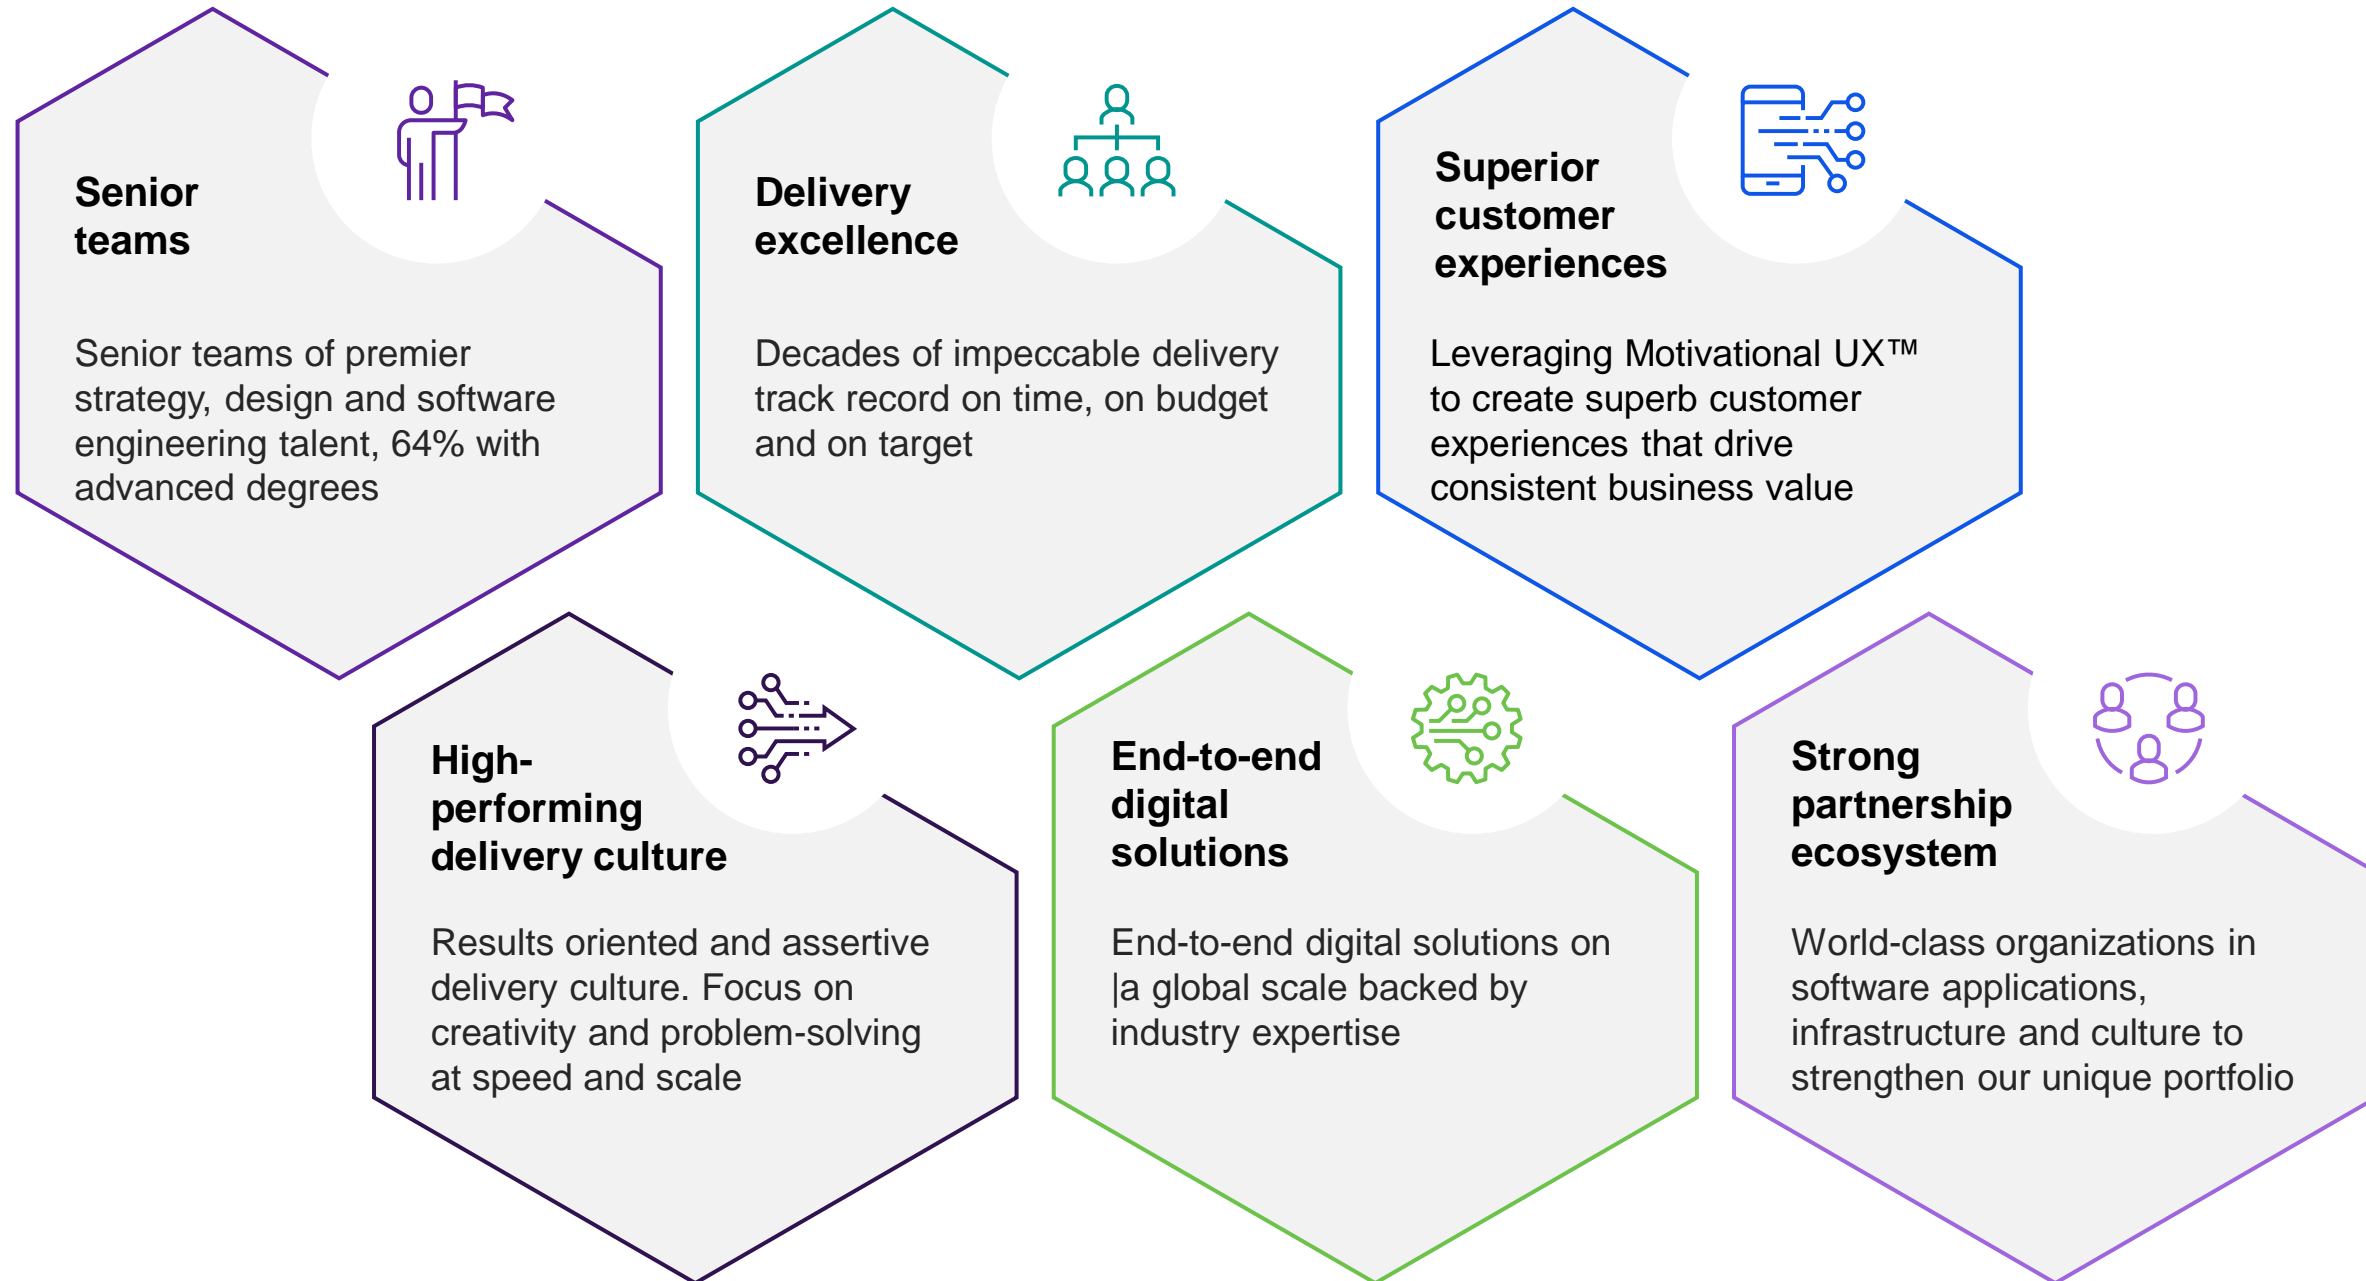 Senior
teams
Senior teams of premier
strategy, design and software
engineering talent, 64% with
advanced degrees
Delivery
excellence
Decades of impeccable delivery
track record on time, on budget
and on target
Superior
customer
experiences
Leveraging Motivational UX™
to create superb customer
experiences that drive
consistent business value
High-
performing
delivery culture
Results oriented and assertive
delivery culture. Focus on
creativity and problem-solving
at speed and scale
End-to-end
digital
solutions
End-to-end digital solutions on
|a global scale backed by
industry expertise
Strong
partnership
ecosystem
World-class organizations in
software applications,
infrastructure and culture to
strengthen our unique portfolio